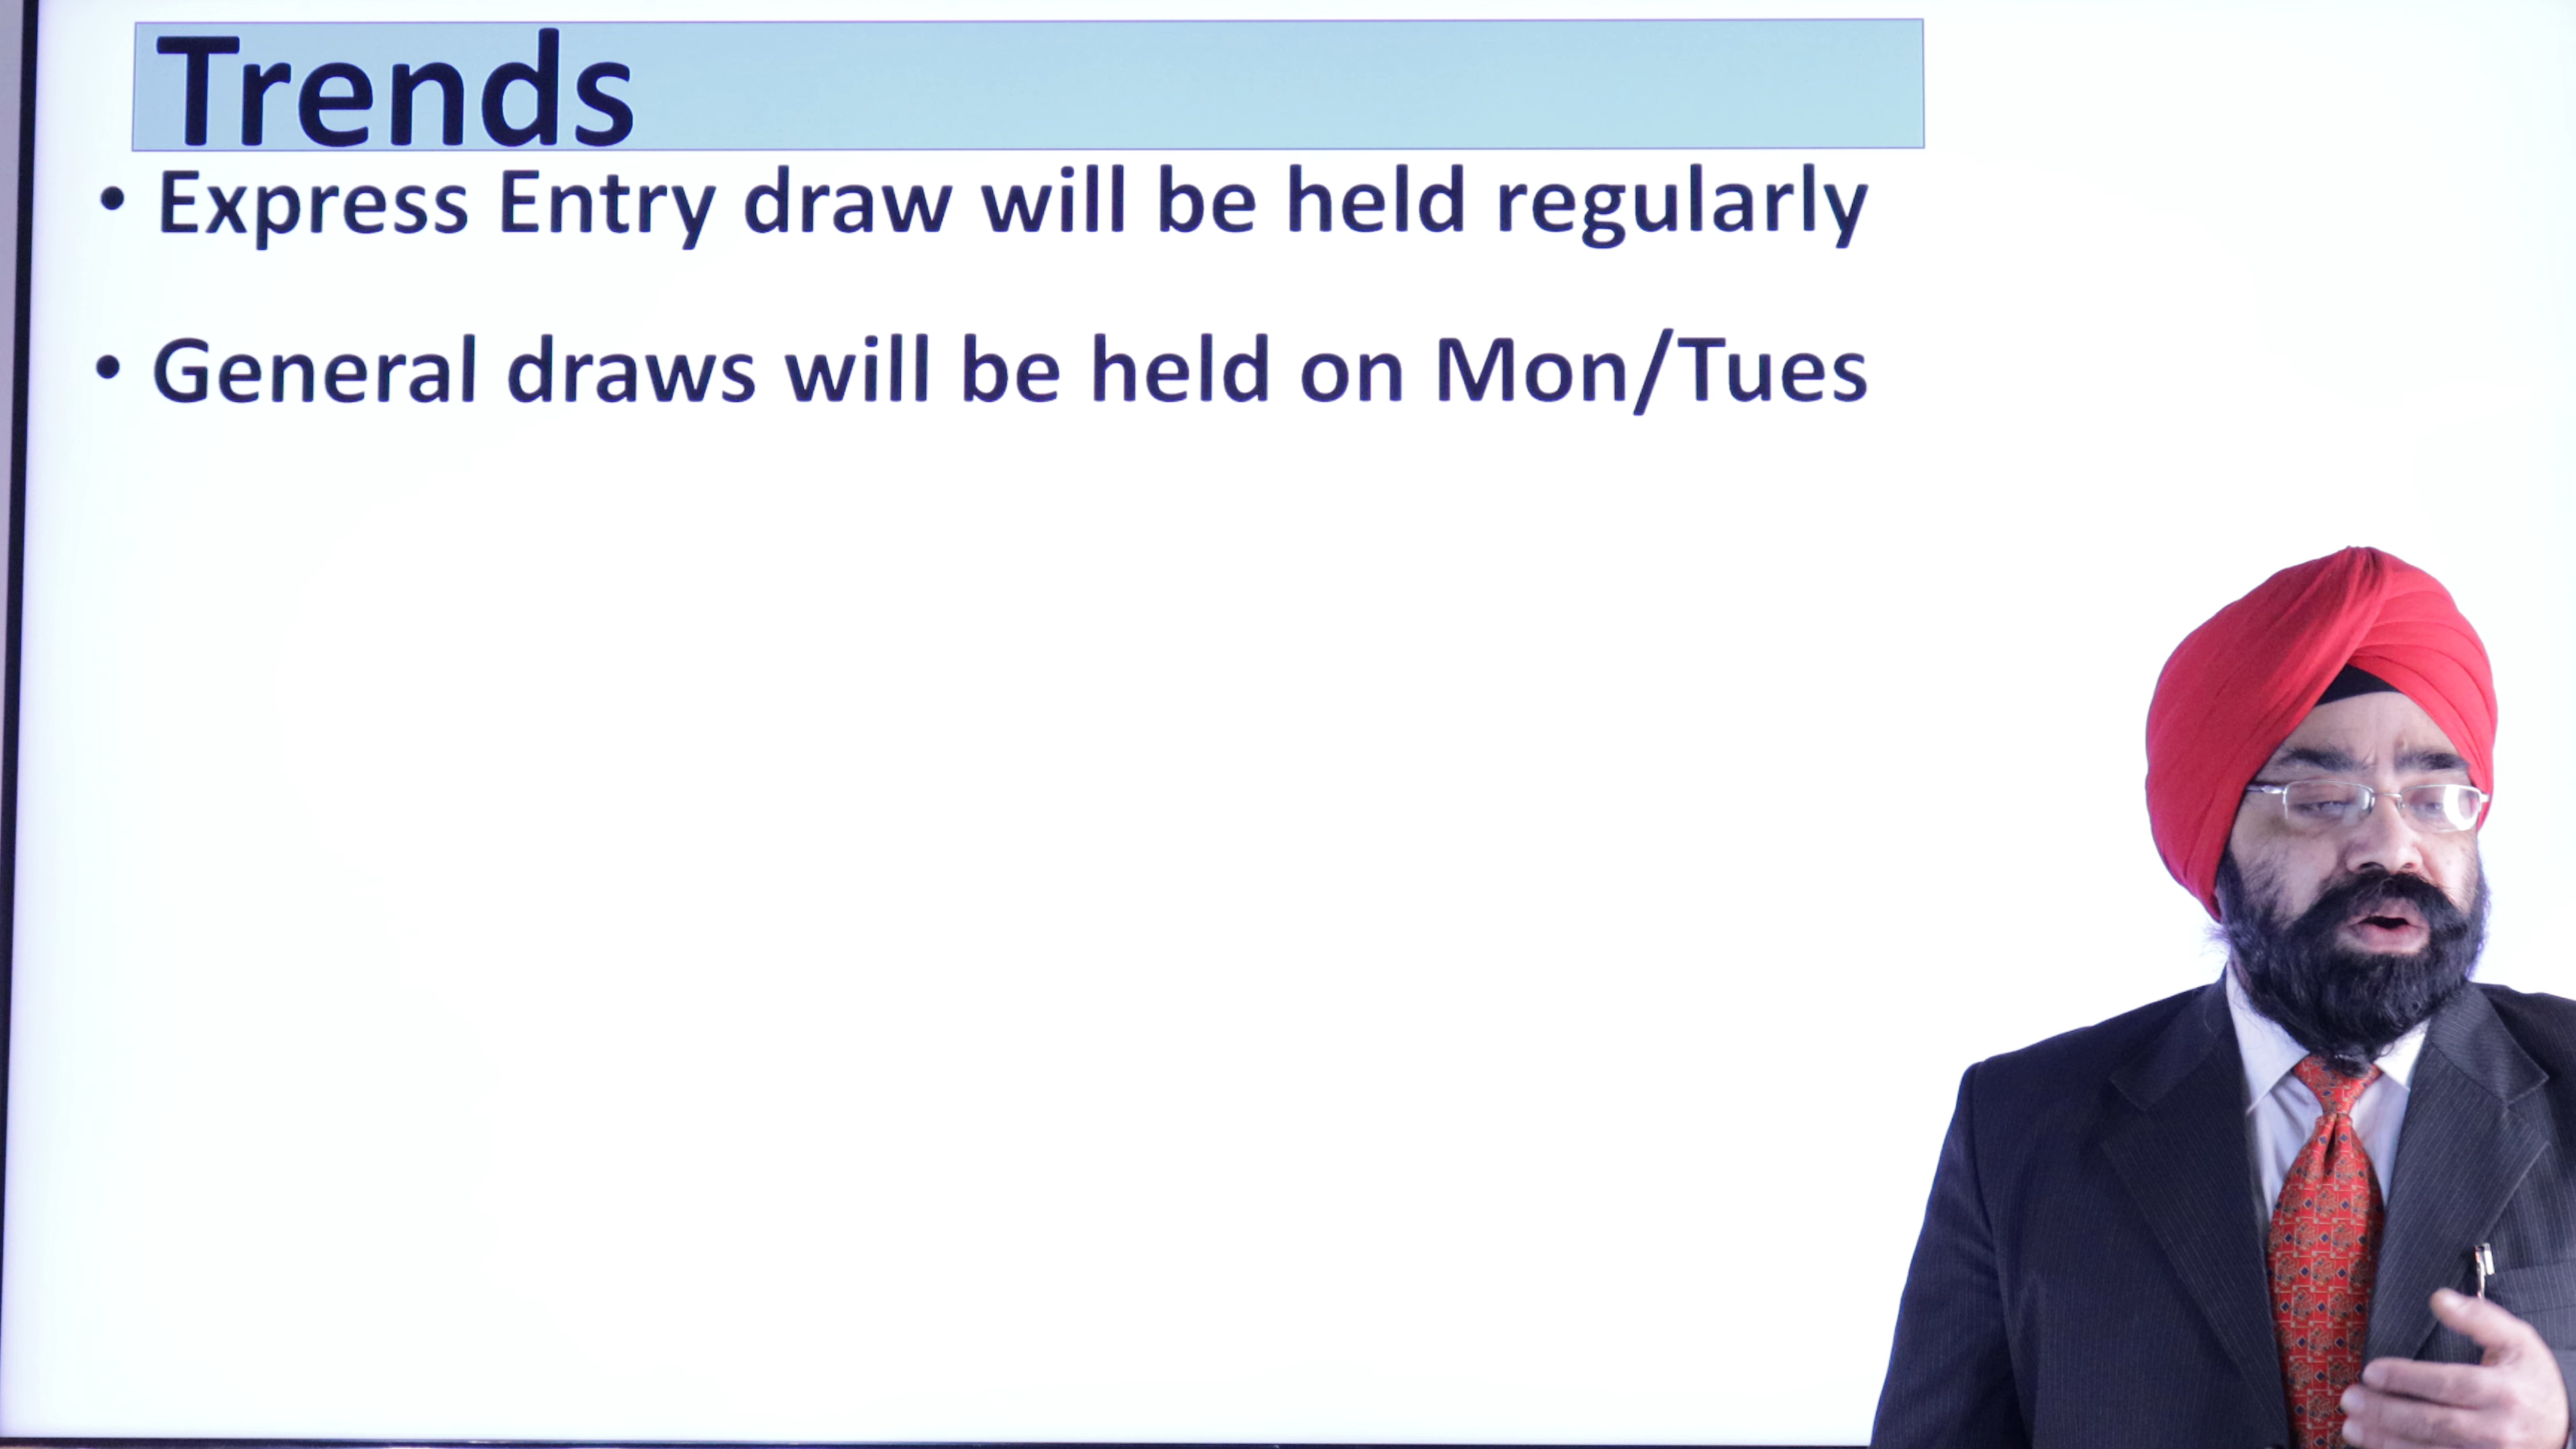 Trends
• Express Entry draw will be held regularly
• General draws will be held on Mon/Tues